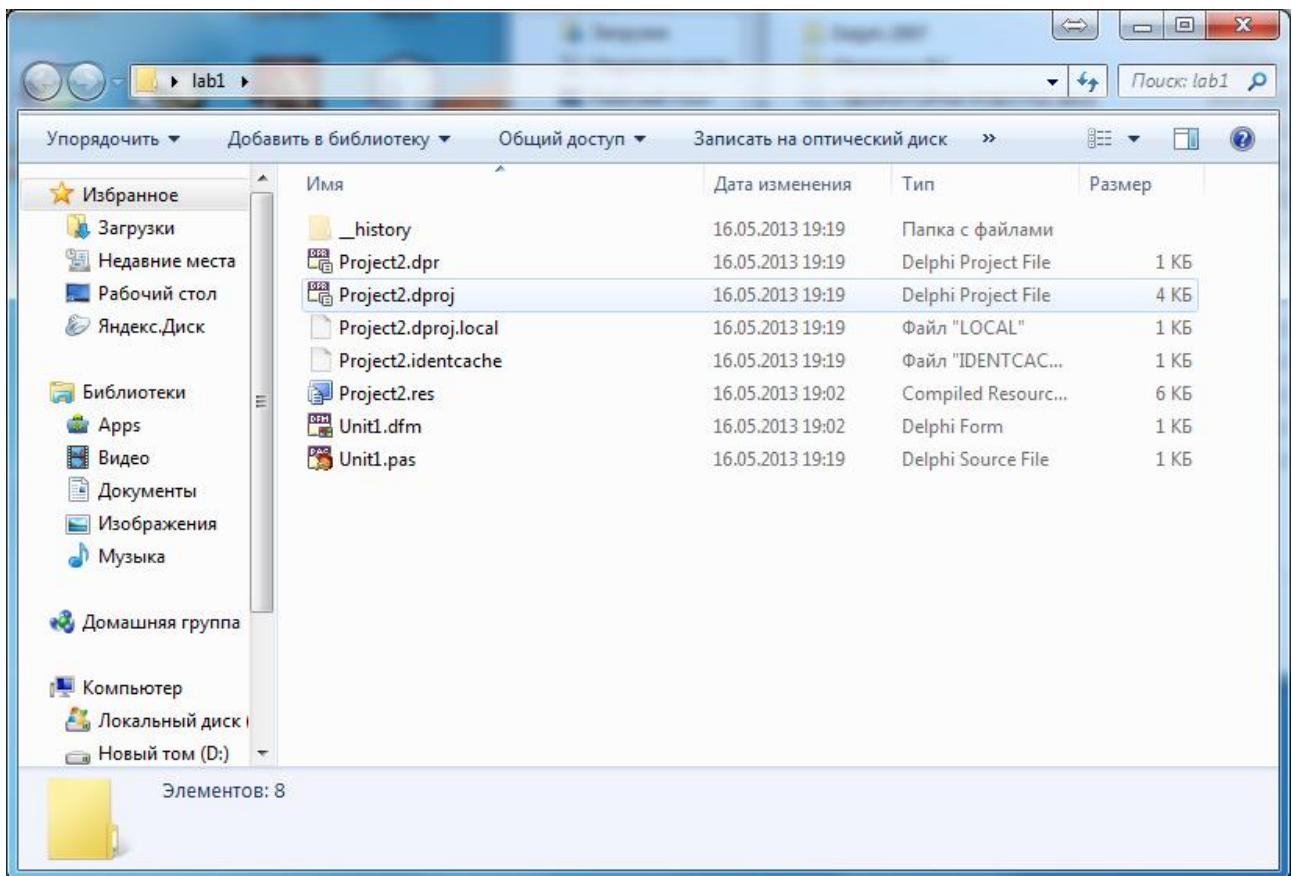 lab1
Поиск: lab1
Упорядочить
Добавить в библиотеку
Общий доступ
Записать на оптический диск
»
Имя
Дата изменения
Тип
Размер
Избранное
Загрузки
Недавние места
Рабочий стол
Яндекс.Диск
Библиотеки
Apps
Видео
Документы
Изображения
Музыка
Домашняя группа
Компьютер
Локальный диск (
Новый том (D:)
__history 16.05.2013 19:19 Папка с файлами
Project2.dpr 16.05.2013 19:19 Delphi Project File 1 КБ
Project2.dproj 16.05.2013 19:19 Delphi Project File 4 КБ
Project2.dproj.local 16.05.2013 19:19 Файл "LOCAL" 1 КБ
Project2.identcache 16.05.2013 19:19 Файл "IDENTCAC... 1 КБ
Project2.res 16.05.2013 19:02 Compiled Resourc... 6 КБ
Unit1.dfm 16.05.2013 19:02 Delphi Form 1 КБ
Unit1.pas 16.05.2013 19:19 Delphi Source File 1 КБ
Элементов: 8